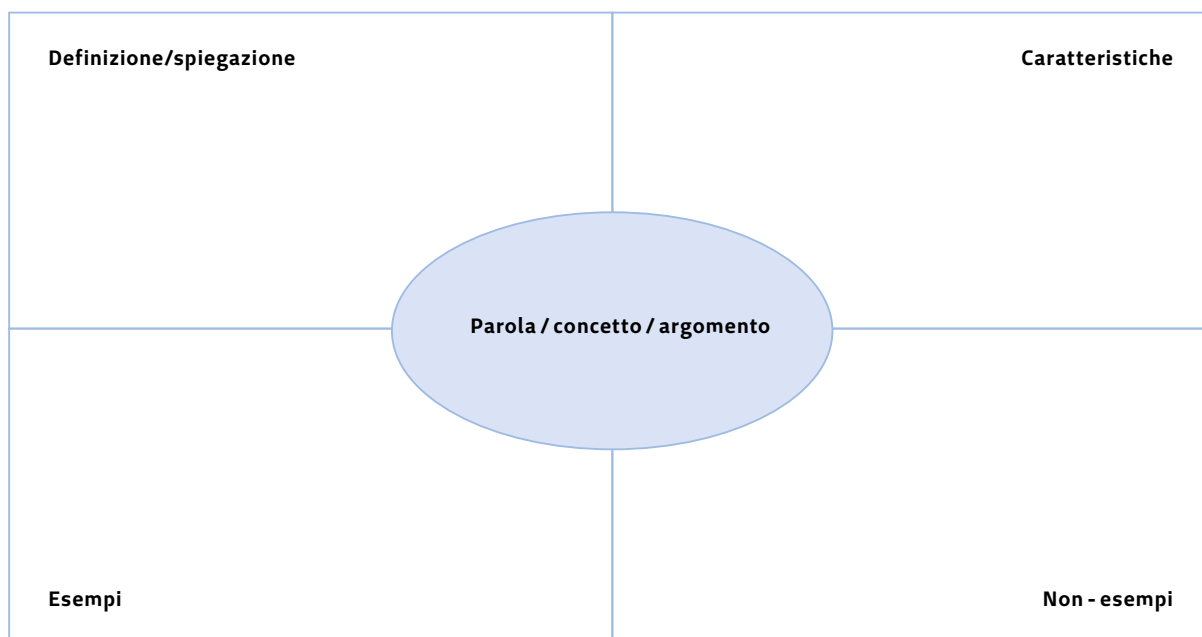 Definizione/spiegazione
Caratteristiche
Parola / concetto / argomento
Esempi
Non - esempi